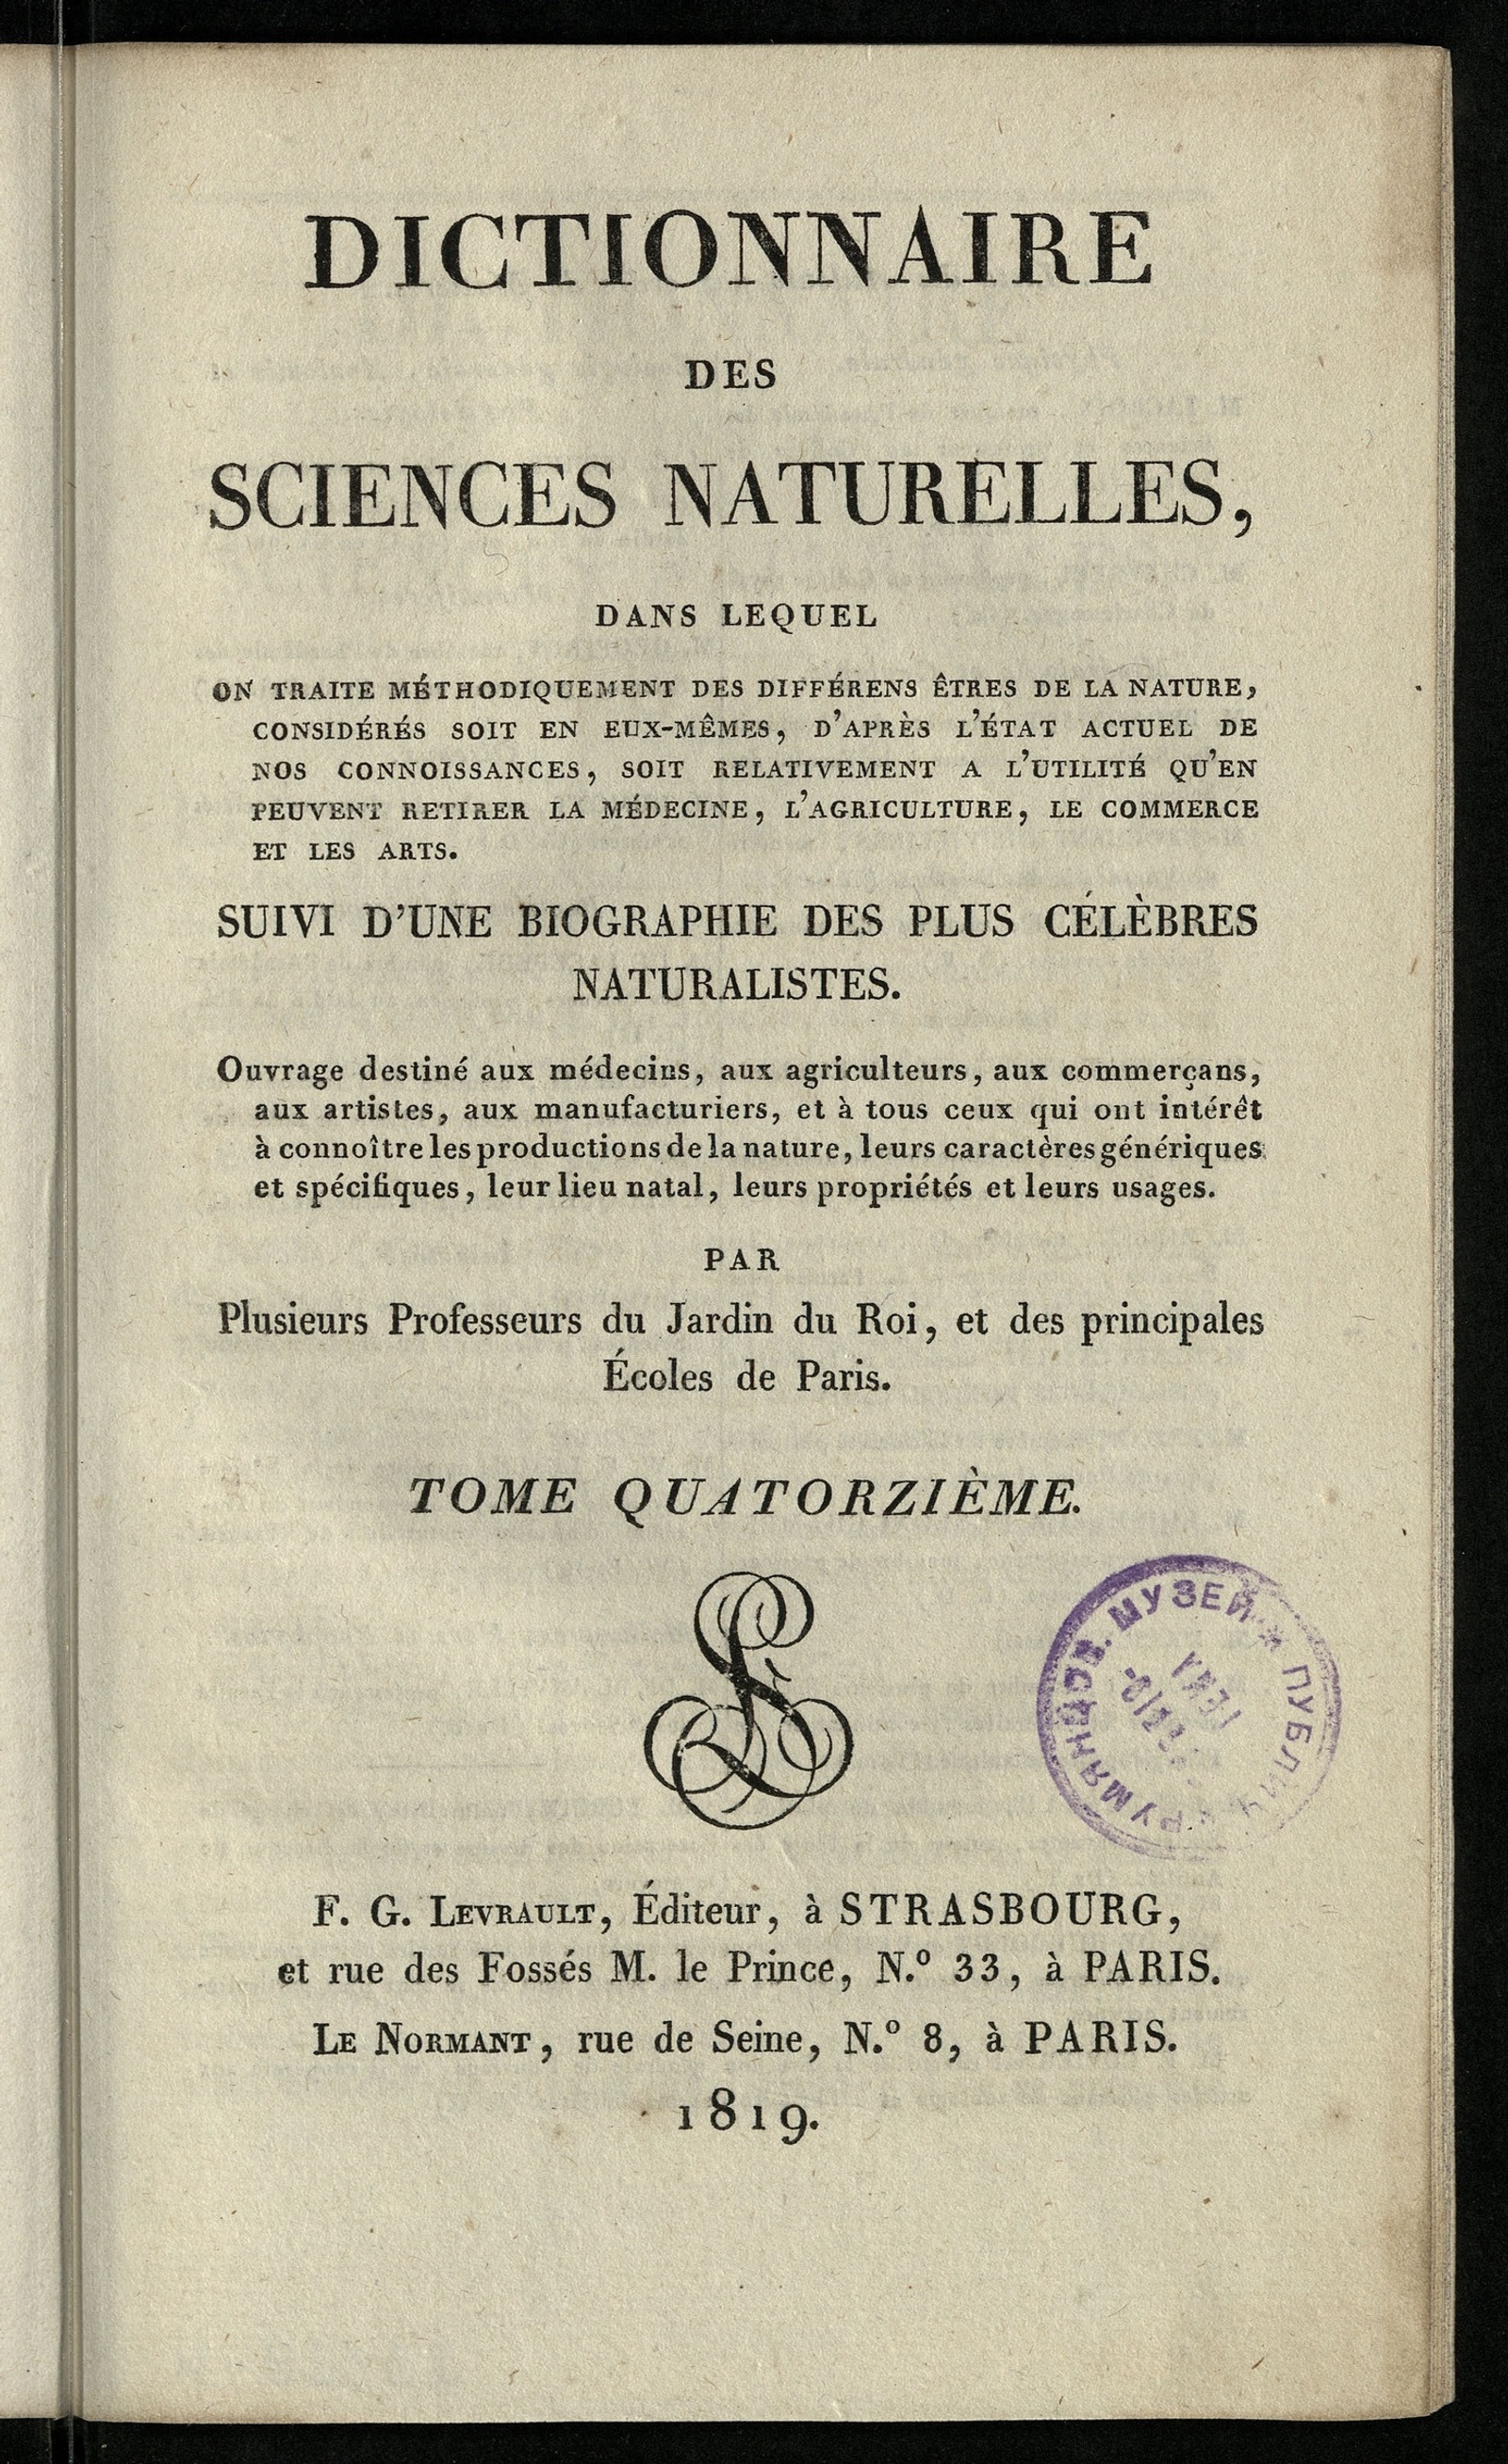 DICTIONNAIRE
DES
SCIENCES NATURELLES,
DANS LEQUEL
ON TRAITE MÉTHODIQUEMENT DES DIFFÉRENS ÊTRES DE LA NATURE,
CONSIDÉRÉS SOIT EN EUX-MÊMES, D'APRÈS L'ÉTAT ACTUEL DE
NOS CONNOISSANCES, SOIT RELATIVEMENT A L'UTILITÉ QU'EN
PEUVENT RETIRER LA MÉDECINE, L'AGRICULTURE, LE COMMERCE
ET LES ARTS.
SUIVI D'UNE BIOGRAPHIE DES PLUS CÉLÈBRES
NATURALISTES.
Ouvrage destiné aux médecins, aux agriculteurs, aux commerçans,
aux artistes, aux manufacturiers, et à tous ceux qui ont intérêt
à connoître les productions de la nature, leurs caractères génériques
et spécifiques, leur lieu natal, leurs propriétés et leurs usages.
PAR
Plusieurs Professeurs du Jardin du Roi, et des principales
Écoles de Paris.
TOME QUATORZIÈME.
РУМЯНЦОВ. МУЗЕЙ * ПУБЛИЧ
F. G. LEVRAULT, Éditeur, à STRASBOURG,
et rue des Fossés M. le Prince, N.º 33, à PARIS.
LE NORMANT, rue de Seine, N.º 8, à PARIS.
1819.